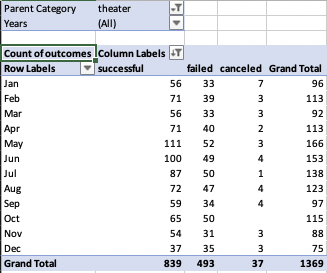 Parent Category theater
Years (All)
Count of outcomes Column Labels
Row Labels successful failed canceled Grand Total
Jan 56 33 7 96
Feb 71 39 3 113
Mar 56 33 3 92
Apr 71 40 2 113
May 111 52 3 166
Jun 100 49 4 153
Jul 87 50 1 138
Aug 72 47 4 123
Sep 59 34 4 97
Oct 65 50 115
Nov 54 31 3 88
Dec 37 35 3 75
Grand Total 839 493 37 1369